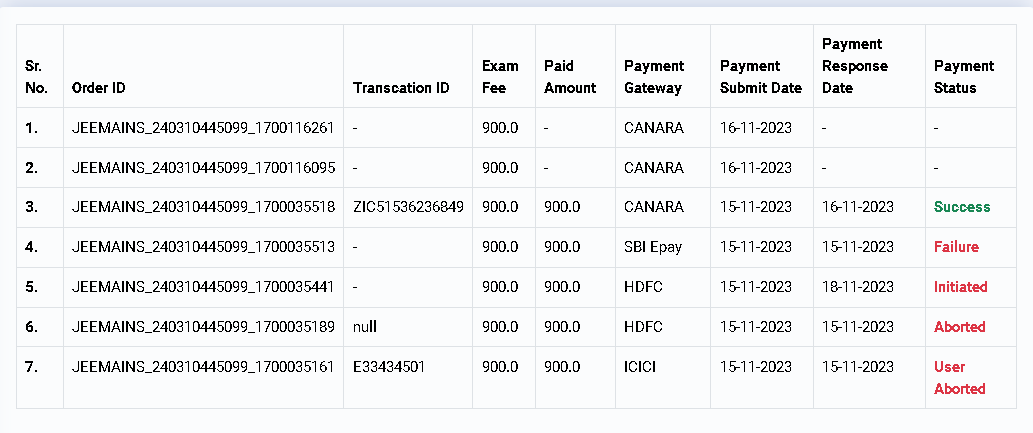 Sr. No. Order ID Transcation ID Exam Fee Paid Amount Payment Gateway Payment Submit Date Payment Response Date Payment Status
1. JEEMAINS_240310445099_1700116261 - 900.0 - CANARA 16-11-2023 - -
2. JEEMAINS_240310445099_1700116095 - 900.0 - CANARA 16-11-2023 - -
3. JEEMAINS_240310445099_1700035518 ZIC51536236849 900.0 900.0 CANARA 15-11-2023 16-11-2023 Success
4. JEEMAINS_240310445099_1700035513 - 900.0 900.0 SBI Epay 15-11-2023 15-11-2023 Failure
5. JEEMAINS_240310445099_1700035441 - 900.0 900.0 HDFC 15-11-2023 18-11-2023 Initiated
6. JEEMAINS_240310445099_1700035189 null 900.0 900.0 HDFC 15-11-2023 15-11-2023 Aborted
7. JEEMAINS_240310445099_1700035161 E33434501 900.0 900.0 ICICI 15-11-2023 15-11-2023 User Aborted